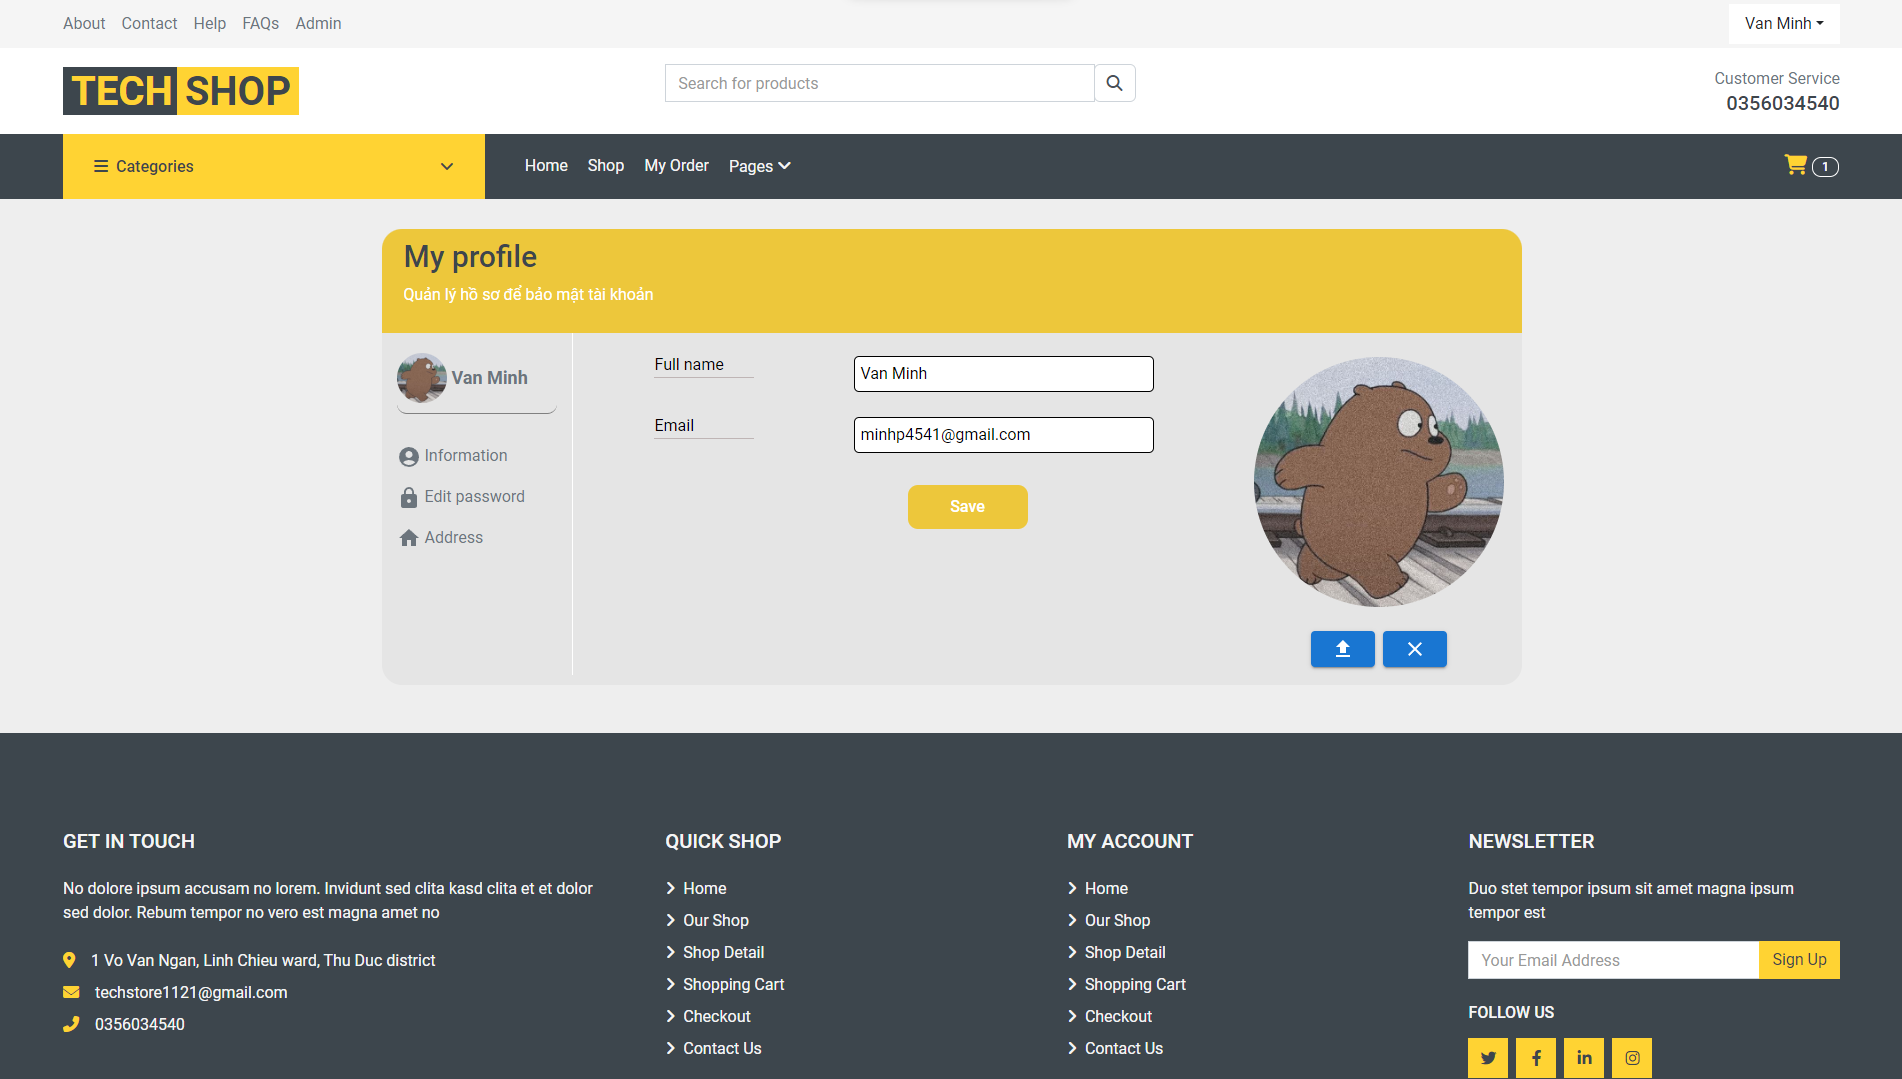 About Contact Help FAQs Admin
Van Minh
TECH SHOP
Search for products
Customer Service
0356034540
Categories
Home Shop My Order Pages
1
My profile
Quản lý hồ sơ để bảo mật tài khoản
Van Minh
Information
Edit password
Address
Full name
Van Minh
Email
minhp4541@gmail.com
Save
GET IN TOUCH
No dolore ipsum accusam no lorem. Invidunt sed clita kasd clita et et dolor
sed dolor. Rebum tempor no vero est magna amet no
1 Vo Van Ngan, Linh Chieu ward, Thu Duc district
techstore1121@gmail.com
0356034540
QUICK SHOP
Home
Our Shop
Shop Detail
Shopping Cart
Checkout
Contact Us
MY ACCOUNT
Home
Our Shop
Shop Detail
Shopping Cart
Checkout
Contact Us
NEWSLETTER
Duo stet tempor ipsum sit amet magna ipsum
tempor est
Your Email Address
Sign Up
FOLLOW US